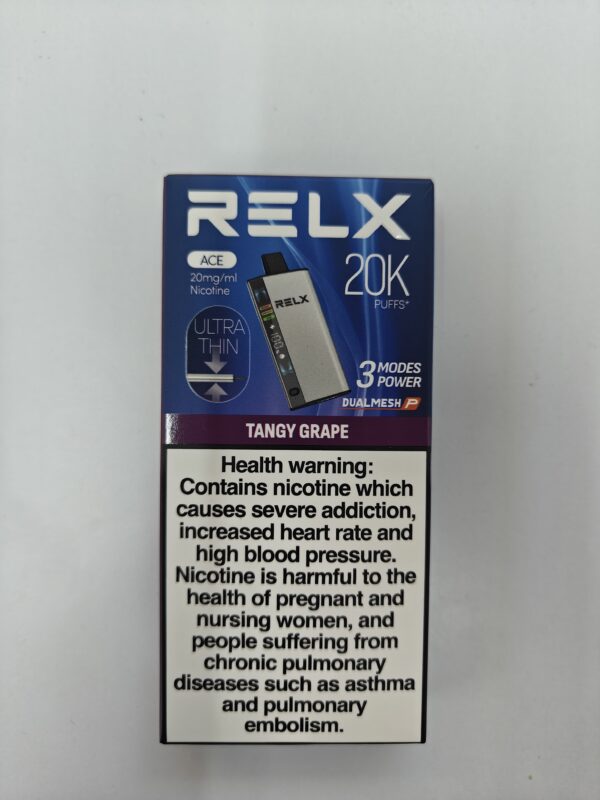 RELX
ACE
20mg/ml
Nicotine
20K
PUFFS*
ULTRA
THIN
RELX
100
3 MODES
POWER
DUALMESH P
TANGY GRAPE
Health warning:
Contains nicotine which
causes severe addiction,
increased heart rate and
high blood pressure.
Nicotine is harmful to the
health of pregnant and
nursing women, and
people suffering from
chronic pulmonary
diseases such as asthma
and pulmonary
embolism.